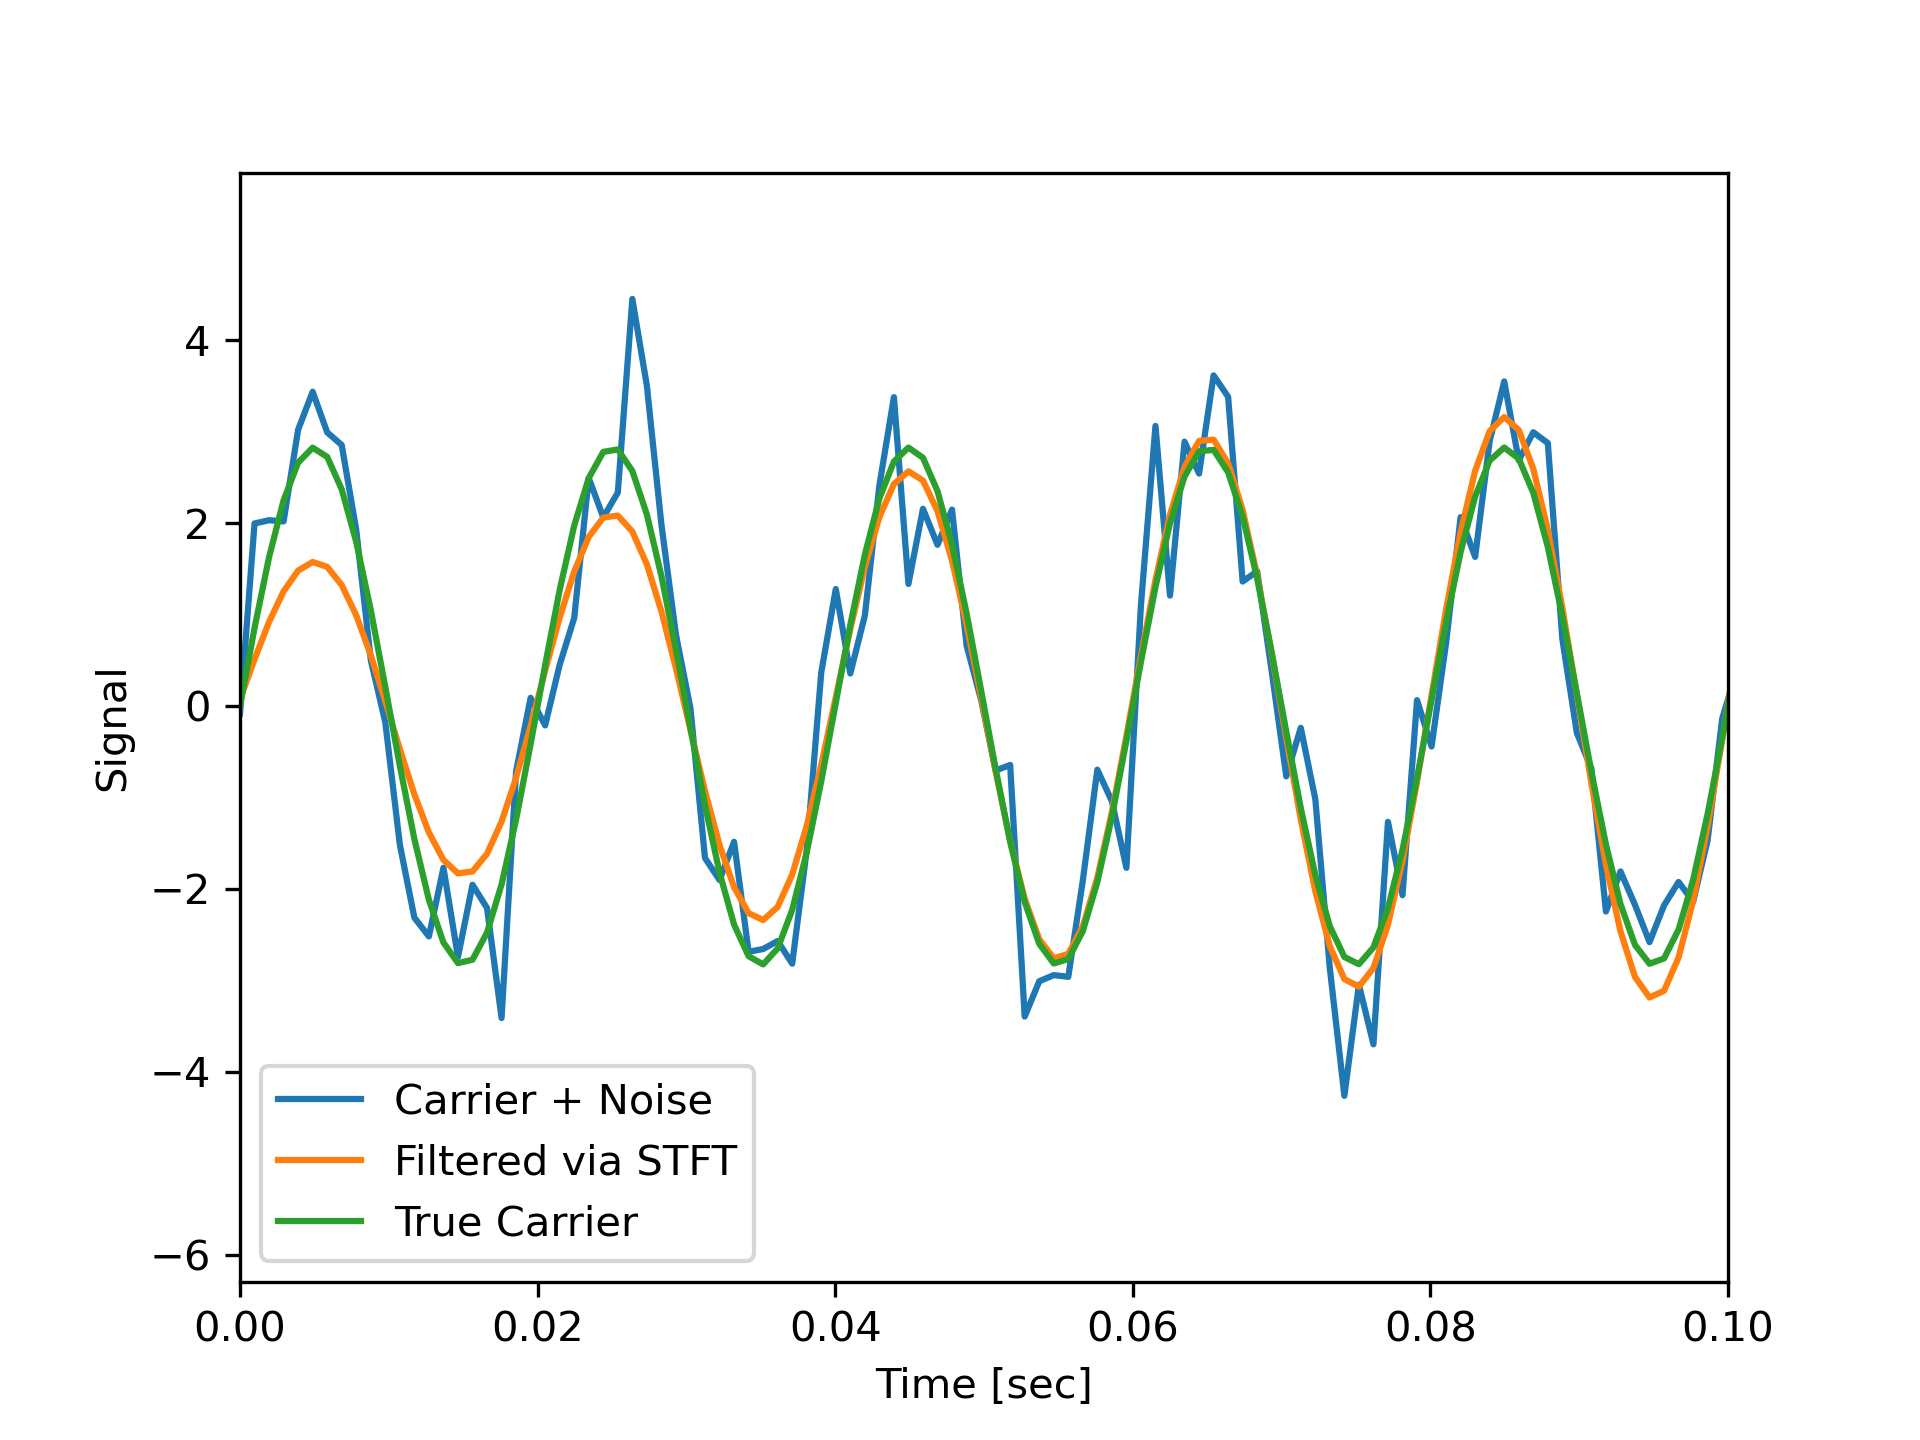 4
2
0
−2
−4
−6
Signal
Carrier + Noise
Filtered via STFT
True Carrier
0.00 0.02 0.04 0.06 0.08 0.10
Time [sec]